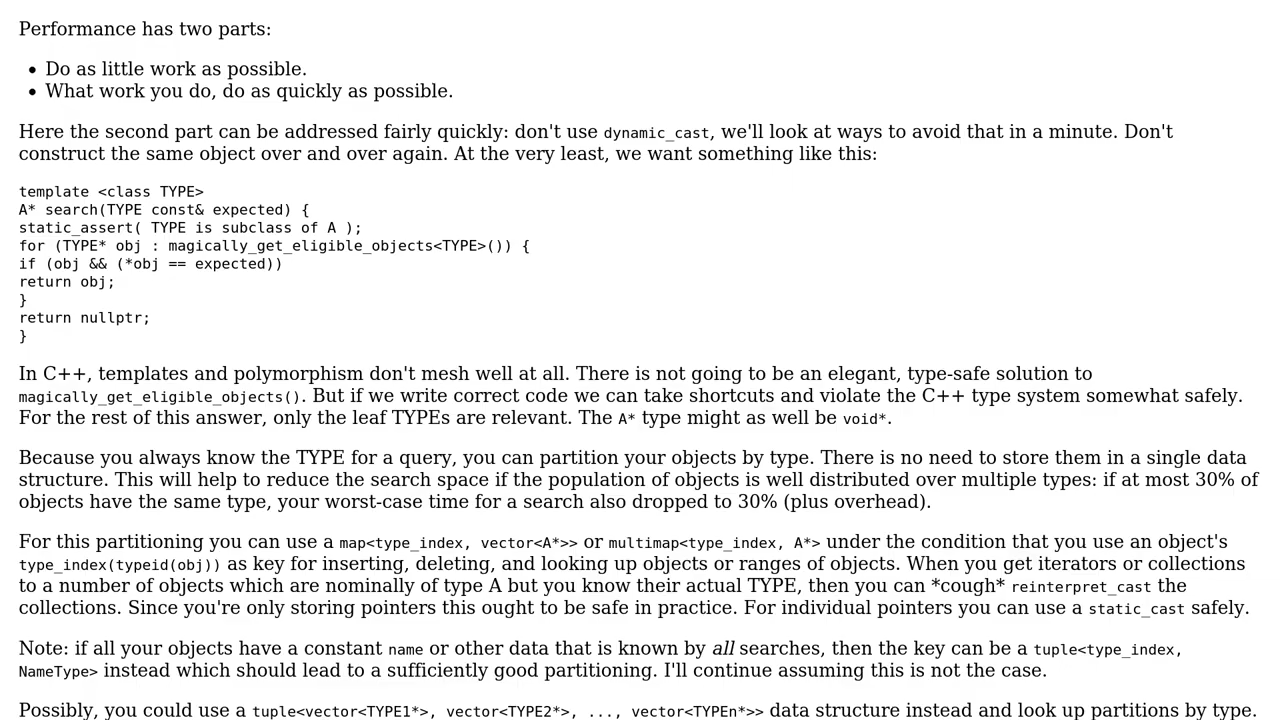 Performance has two parts:
• Do as little work as possible.
• What work you do, do as quickly as possible.
Here the second part can be addressed fairly quickly: don't use dynamic_cast, we'll look at ways to avoid that in a minute. Don't
construct the same object over and over again. At the very least, we want something like this:
template <class TYPE>
A* search(TYPE const& expected) {
static_assert( TYPE is subclass of A );
for (TYPE* obj : magically_get_eligible_objects<TYPE>()) {
if (obj && (*obj == expected))
return obj;
}
return nullptr;
}
In C++, templates and polymorphism don't mesh well at all. There is not going to be an elegant, type-safe solution to
magically_get_eligible_objects(). But if we write correct code we can take shortcuts and violate the C++ type system somewhat safely.
For the rest of this answer, only the leaf TYPEs are relevant. The A* type might as well be void*.
Because you always know the TYPE for a query, you can partition your objects by type. There is no need to store them in a single data
structure. This will help to reduce the search space if the population of objects is well distributed over multiple types: if at most 30% of
objects have the same type, your worst-case time for a search also dropped to 30% (plus overhead).
For this partitioning you can use a map<type_index, vector<A*>> or multimap<type_index, A*> under the condition that you use an object's
type_index(typeid(obj)) as key for inserting, deleting, and looking up objects or ranges of objects. When you get iterators or collections
to a number of objects which are nominally of type A but you know their actual TYPE, then you can *cough* reinterpret_cast the
collections. Since you're only storing pointers this ought to be safe in practice. For individual pointers you can use a static_cast safely.
Note: if all your objects have a constant name or other data that is known by all searches, then the key can be a tuple<type_index,
NameType> instead which should lead to a sufficiently good partitioning. I'll continue assuming this is not the case.
Possibly, you could use a tuple<vector<TYPE1*>, vector<TYPE2*>, ..., vector<TYPEn*>> data structure instead and look up partitions by type.